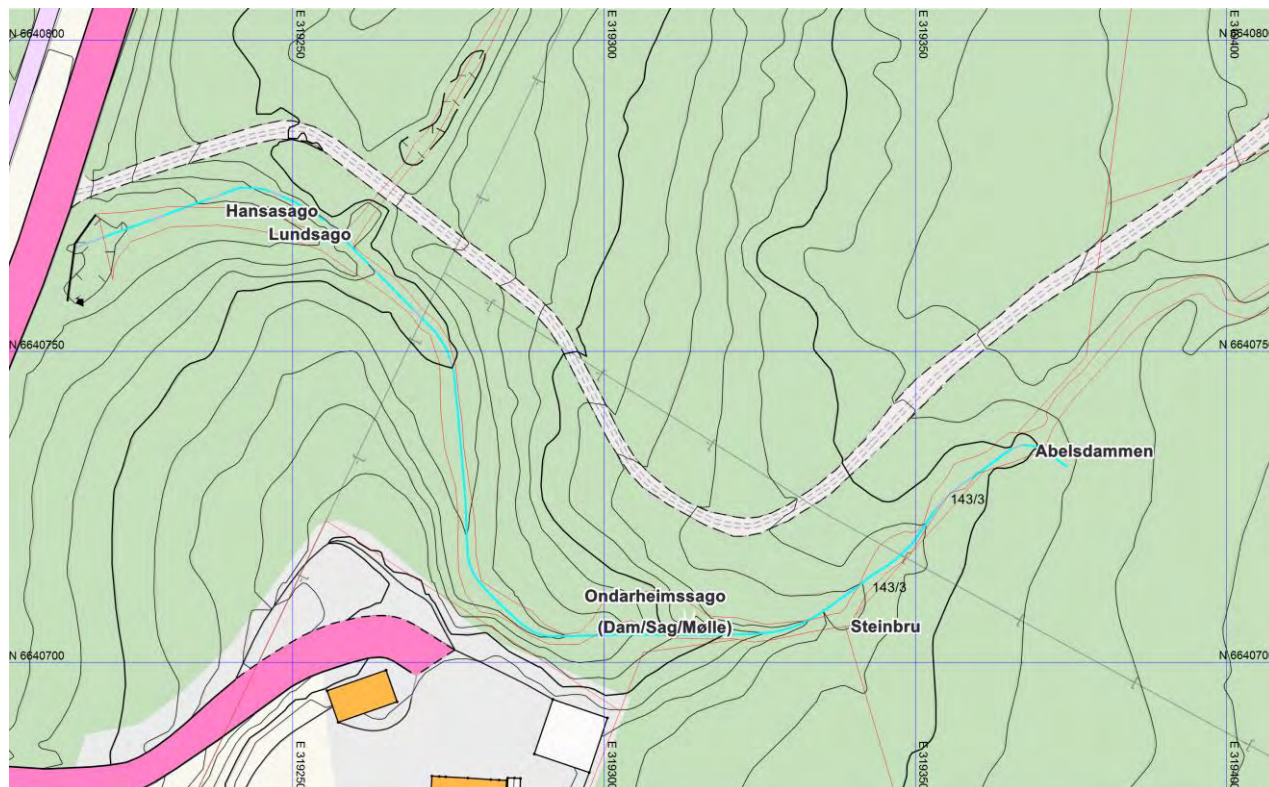 N 6640800
E 319250
E 319300
E 319350
E 319400
N 6640800
Hansasago
Lundsago
N 6640750
N 6640750
Abelsdammen
143/3
143/3
Ondarheimssago
(Dam/Sag/Mølle)
Steinbru
N 6640700
N 6640700
E 319250
E 319300
E 319350
E 319400